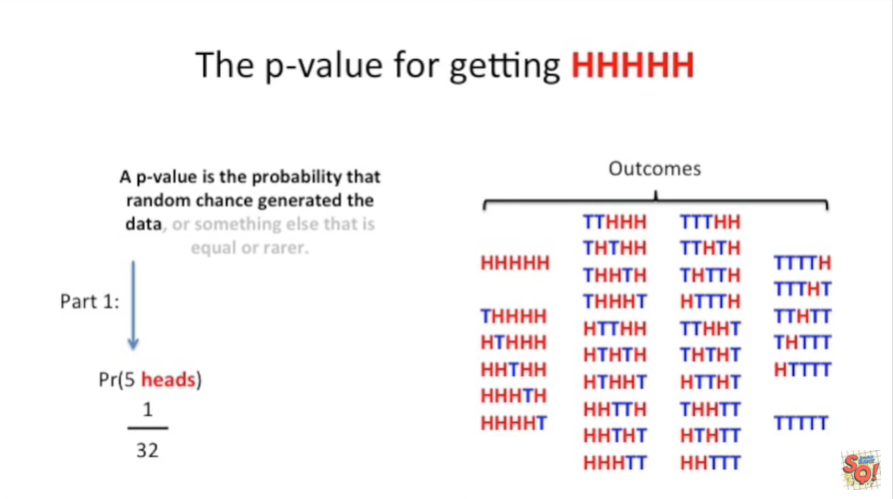 The p-value for getting HHHHH
A p-value is the probability that
random chance generated the
data, or something else that is
equal or rarer.
Part 1:
Pr(5 heads)
1
32
Outcomes
HHHHH
THHHH
HTHHH
HHTHH
HHHTH
HHHHT
TTHHH
THTHH
THHTH
THHHT
HTTHH
HTHTH
HTHHT
HHTTH
HHTHT
HHHTT
TTTHH
TTHTH
THTTH
HTTTH
TTHHT
THTHT
HTTHT
THHTT
HTHTT
HHTTT
TTTTH
TTTHT
TTHTT
THTTT
HTTTT
TTTTT
SQ!